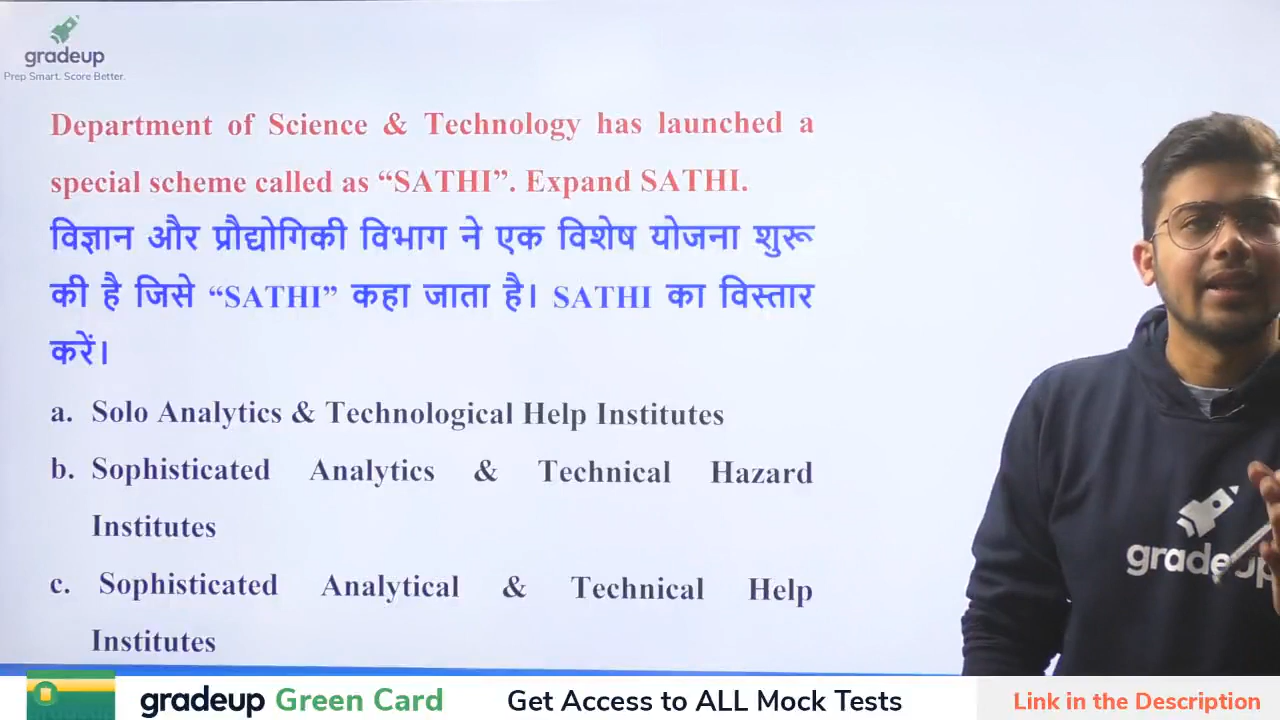 gradeup
Prep Smart. Score Better.
Department of Science & Technology has launched a
special scheme called as “SATHI”. Expand SATHI.
विज्ञान और प्रौद्योगिकी विभाग ने एक विशेष योजना शुरू
की है जिसे “SATHI” कहा जाता है। SATHI का विस्तार
करें।
a. Solo Analytics & Technological Help Institutes
b. Sophisticated Analytics & Technical Hazard
Institutes
c. Sophisticated Analytical & Technical Help
Institutes
gradeup
gradeup Green Card Get Access to ALL Mock Tests Link in the Description